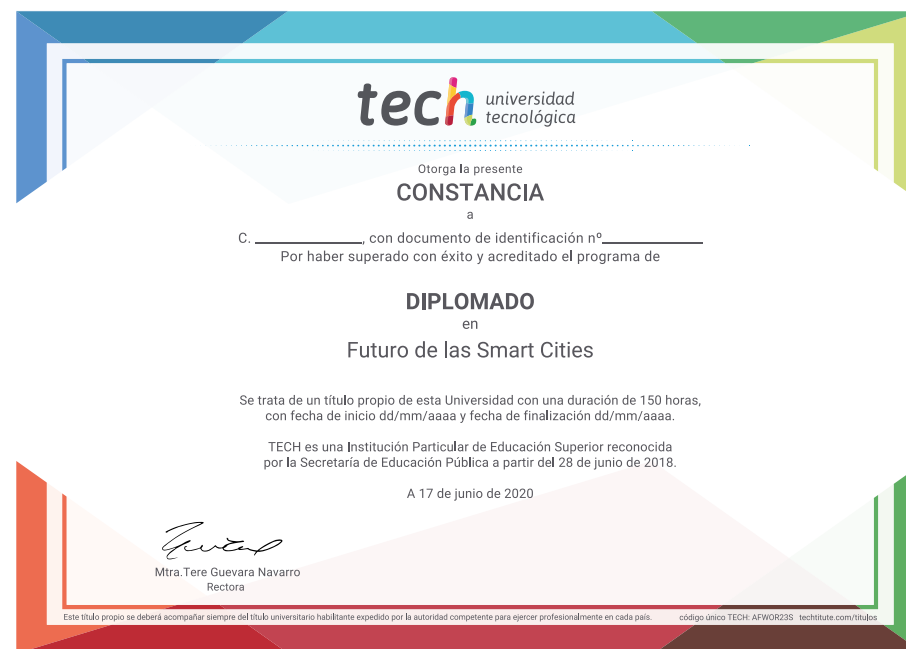 tech universidad
tecnológica
Otorga la presente
CONSTANCIA
a
C. ____________, con documento de identificación nº____________
Por haber superado con éxito y acreditado el programa de
DIPLOMADO
en
Futuro de las Smart Cities
Se trata de un título propio de esta Universidad con una duración de 150 horas,
con fecha de inicio dd/mm/aaaa y fecha de finalización dd/mm/aaaa.
TECH es una Institución Particular de Educación Superior reconocida
por la Secretaría de Educación Pública a partir del 28 de junio de 2018.
A 17 de junio de 2020
Mtra.Tere Guevara Navarro
Rectora
Este título propio se deberá acompañar siempre del título universitario habilitante expedido por la autoridad competente para ejercer profesionalmente en cada país. código único TECH: AFWOR23S techtitute.com/titulos